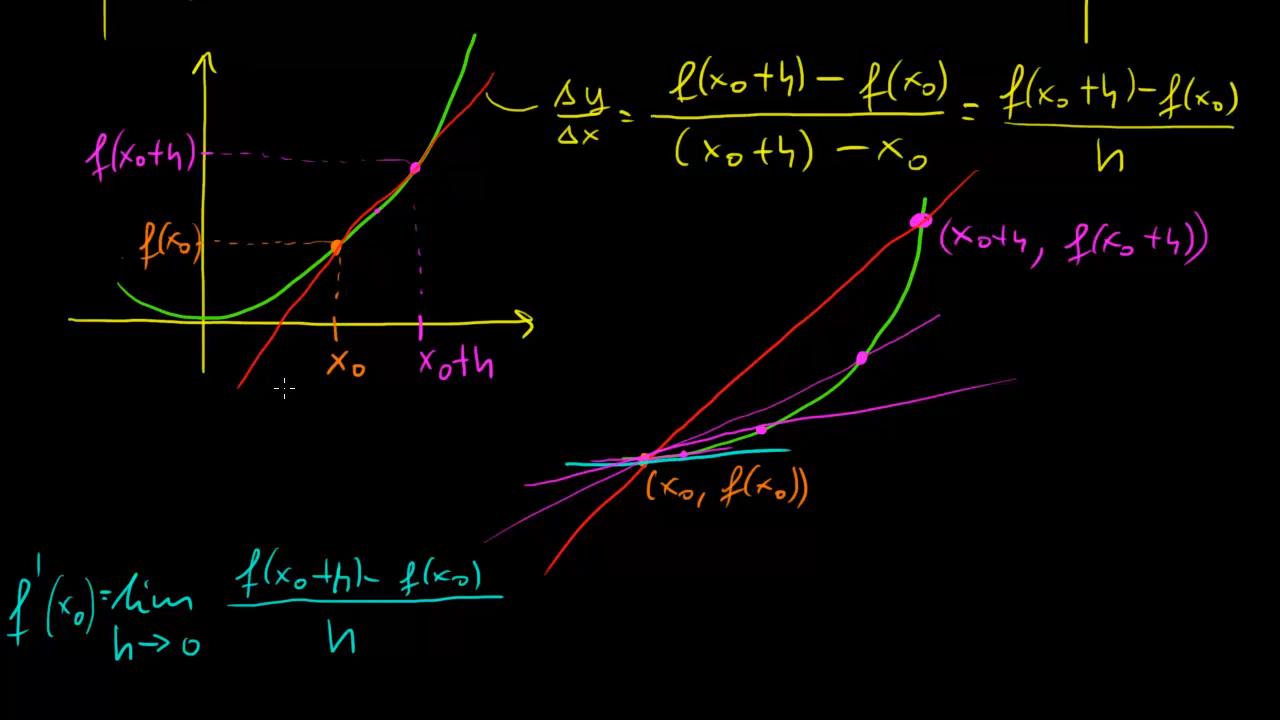 Δy/Δx = (f(x₀+h) − f(x₀))/((x₀+h) − x₀) = (f(x₀+h) − f(x₀))/h
f(x₀+h)
f(x₀)
x₀ x₀+h
(x₀+h, f(x₀+h))
(x₀, f(x₀))
f'(x₀) = lim h→0 (f(x₀+h) − f(x₀))/h